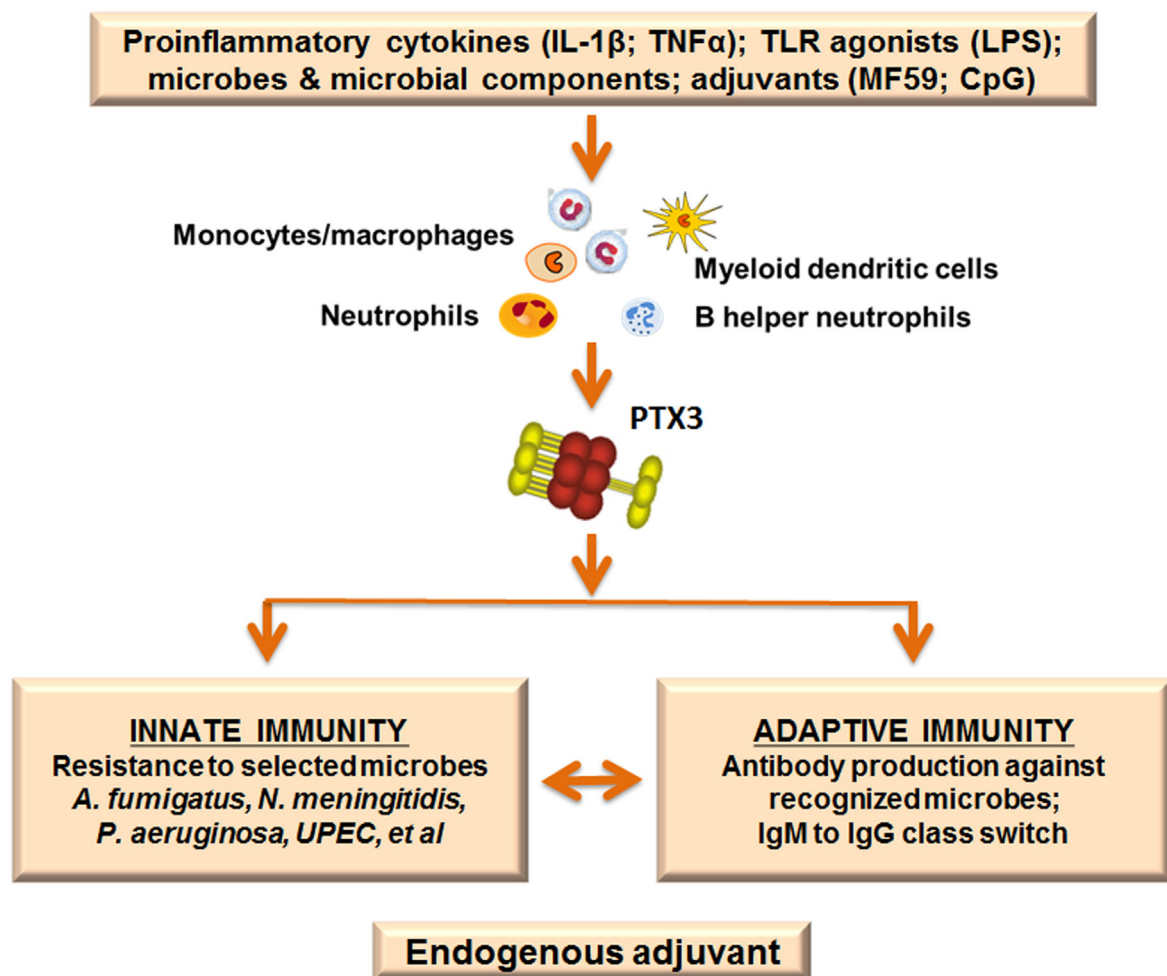 Proinflammatory cytokines (IL-1β; TNFα); TLR agonists (LPS);
microbes & microbial components; adjuvants (MF59; CpG)
Monocytes/macrophages
Myeloid dendritic cells
Neutrophils
B helper neutrophils
PTX3
INNATE IMMUNITY
Resistance to selected microbes
A. fumigatus, N. meningitidis,
P. aeruginosa, UPEC, et al
ADAPTIVE IMMUNITY
Antibody production against
recognized microbes;
IgM to IgG class switch
Endogenous adjuvant